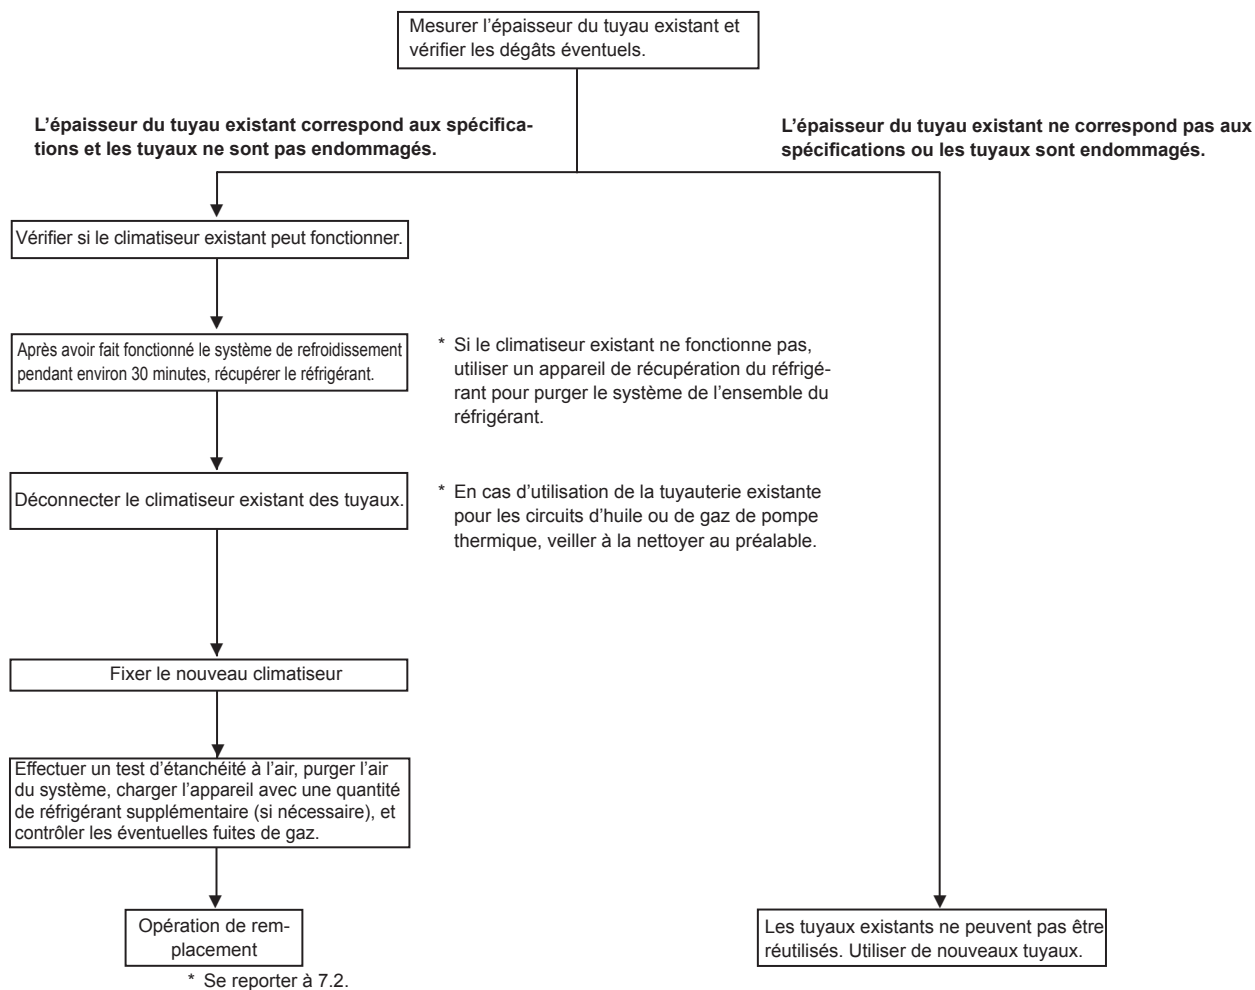 Mesurer l’épaisseur du tuyau existant et
vérifier les dégâts éventuels.
L’épaisseur du tuyau existant correspond aux spécifica-
tions et les tuyaux ne sont pas endommagés.
L’épaisseur du tuyau existant ne correspond pas aux
spécifications ou les tuyaux sont endommagés.
Vérifier si le climatiseur existant peut fonctionner.
Après avoir fait fonctionné le système de refroidissement
pendant environ 30 minutes, récupérer le réfrigérant.
* Si le climatiseur existant ne fonctionne pas,
utiliser un appareil de récupération du réfrigé-
rant pour purger le système de l’ensemble du
réfrigérant.
Déconnecter le climatiseur existant des tuyaux.
* En cas d’utilisation de la tuyauterie existante
pour les circuits d’huile ou de gaz de pompe
thermique, veiller à la nettoyer au préalable.
Fixer le nouveau climatiseur
Effectuer un test d’étanchéité à l’air, purger l’air
du système, charger l’appareil avec une quantité
de réfrigérant supplémentaire (si nécessaire), et
contrôler les éventuelles fuites de gaz.
Opération de rem-
placement
* Se reporter à 7.2.
Les tuyaux existants ne peuvent pas être
réutilisés. Utiliser de nouveaux tuyaux.